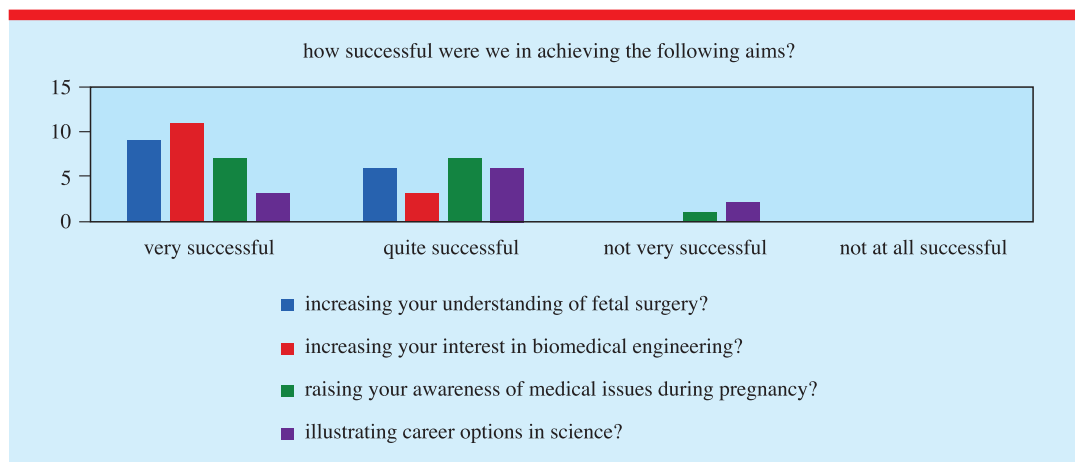 how successful were we in achieving the following aims?
15
10
5
0
very successful
quite successful
not very successful
not at all successful
increasing your understanding of fetal surgery?
increasing your interest in biomedical engineering?
raising your awareness of medical issues during pregnancy?
illustrating career options in science?